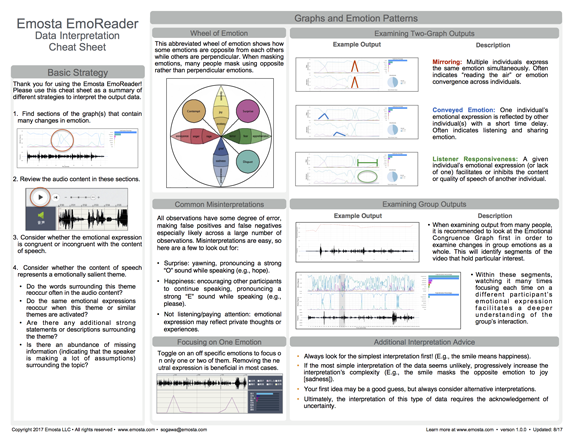 Emosta EmoReader
Data Interpretation
Cheat Sheet
Basic Strategy
Thank you for using the Emosta EmoReader!
Please use this cheat sheet as a summary of
different strategies to interpret the output data.
1. Find sections of the graph(s) that contain
many changes in emotion.
2. Review the audio content in these sections.
3. Consider whether the emotional expression
is congruent or incongruent with the content
of speech.
4. Consider whether the content of speech
represents a emotionally salient theme.
• Do the words surrounding this theme
reoccur often in the audio content?
• Do the same emotional expressions
reoccur when this theme or similar
themes are activated?
• Are there any additional strong
statements or descriptions surrounding
the theme?
• Is there an abundance of missing
information (indicating that the speaker
is making a lot of assumptions)
surrounding the topic?
Graphs and Emotion Patterns
Wheel of Emotion
This abbreviated wheel of emotion shows how
some emotions are opposite from each others
while others are perpendicular. When masking
emotions, many people mask using opposite
rather than perpendicular emotions.
Common Misinterpretations
All observations have some degree of error,
making false positives and false negatives
especially likely across a large number of
observations. Misinterpretations are easy, so
here are a few to look out for:
• Surprise: yawning, pronouncing a strong
"O" sound while speaking (e.g., hope).
• Happiness: encouraging other participants
to continue speaking, pronouncing a
strong "E" sound while speaking (e.g.,
please).
• Not listening/paying attention: emotional
expression may reflect private thoughts or
experiences.
Focusing on One Emotion
Toggle on an off specific emotions to focus o
n only one or two of them. Removing the ne
utral expression is beneficial in most cases.
Examining Two-Graph Outputs
Example Output
Description
Mirroring: Multiple individuals express
the same emotion simultaneously. Often
indicates "reading the air" or emotion
convergence across individuals.
Conveyed Emotion: One individual's
emotional expression is reflected by other
individual(s) with a short time delay.
Often indicates listening and sharing
emotion.
Listener Responsiveness: A given
individual's emotional expression (or lack
of one) facilitates or inhibits the content
or quality of speech of another individual.
Examining Group Outputs
Example Output
Description
• When examining output from many people,
it is recommended to look at the Emotional
Congruence Graph first in order to
examine changes in group emotions as a
whole. This will identify segments of the
video that hold particular interest.
• Within these segments,
watching it many times
focusing each time on a
different participant's
emotional expression
facilitates a deeper
understanding of the
group's interaction.
Additional Interpretation Advice
• Always look for the simplest interpretation first! (E.g., the smile means happiness).
• If the most simple interpretation of the data seems unlikely, progressively increase the
interpretation's complexity (E.g., the smile masks the opposite emotion to joy
[sadness]).
• Your first idea may be a good guess, but always consider alternative interpretations.
• Ultimately, the interpretation of this type of data requires the acknowledgement of
uncertainty.
Copyright 2017 Emosta LLC • All rights reserved • www.emosta.com • sogawa@emosta.com
Learn more at www.emosta.com • version 1.0.0 • Updated: 8/17